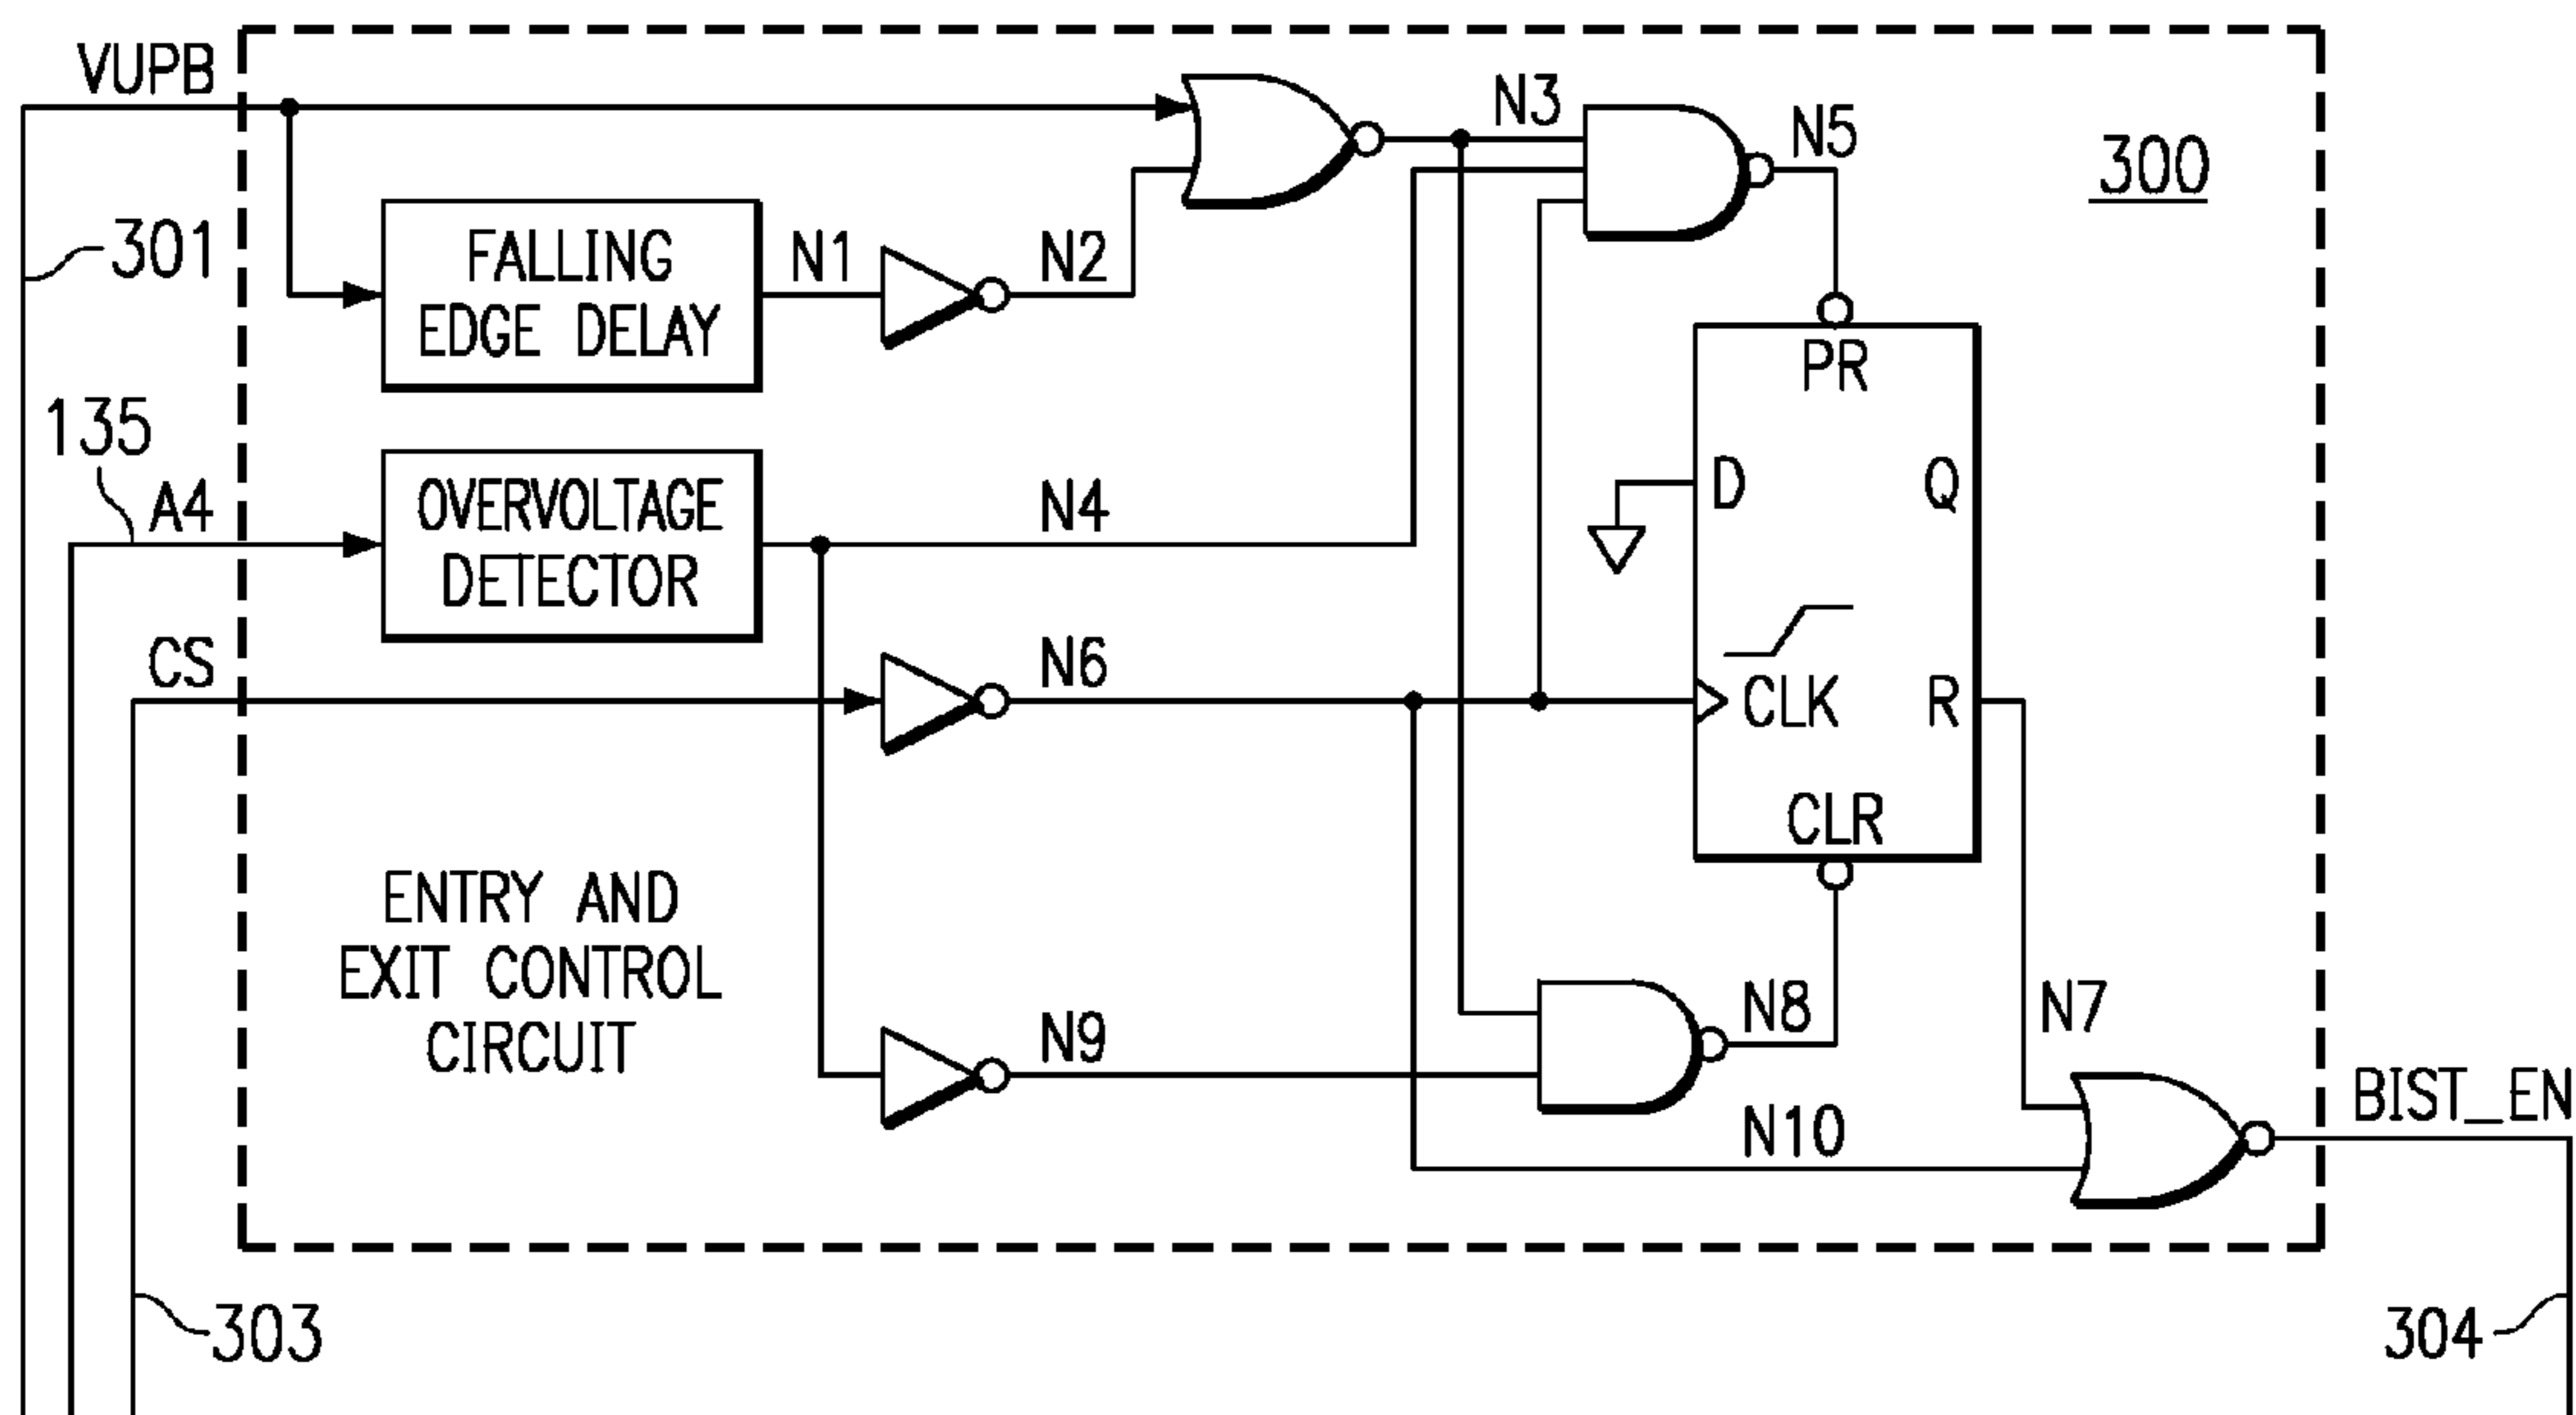 VUPB
N3
N5
300
301
FALLING
EDGE DELAY
N1
N2
PR
135
A4
OVERVOLTAGE
DETECTOR
N4
D
Q
CS
N6
CLK
R
CLR
ENTRY AND
EXIT CONTROL
CIRCUIT
N9
N8
N7
N10
BIST_EN
303
304